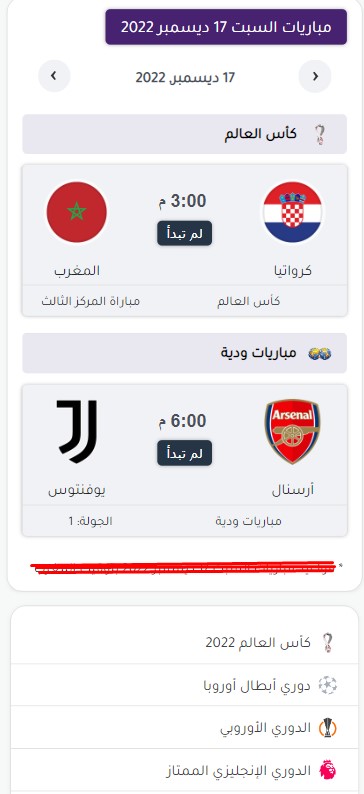 مباريات السبت 17 ديسمبر 2022
17 ديسمبر, 2022
كأس العالم
كرواتيا
3:00 م
لم تبدأ
المغرب
كأس العالم
مباراة المركز الثالث
مباريات ودية
Arsenal
أرسنال
6:00 م
لم تبدأ
يوفنتوس
مباريات ودية
الجولة: 1
*
كأس العالم 2022
دوري أبطال أوروبا
الدوري الأوروبي
الدوري الإنجليزي الممتاز